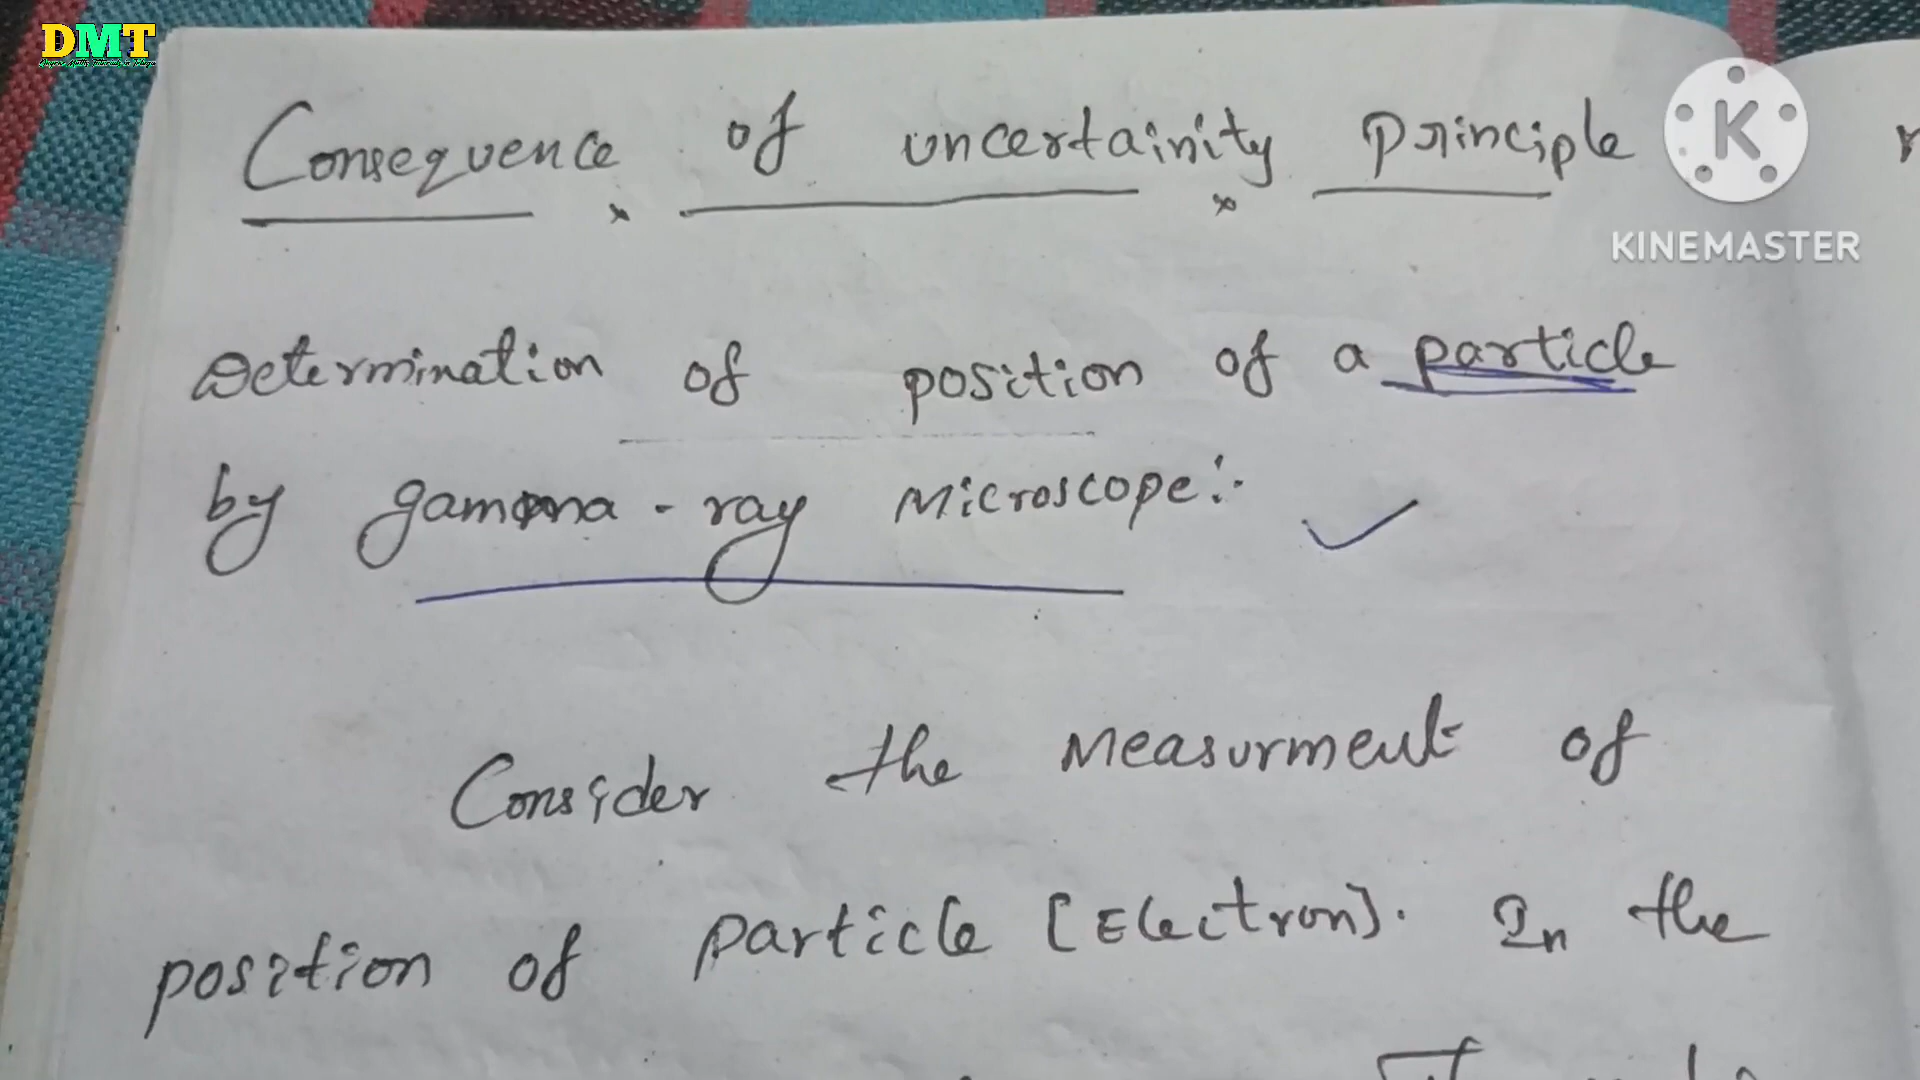 DMT
Consequence of uncertainity principle
KINEMASTER
Determination of position of a particle
by gamma-ray Microscope:-
Consider the Measurment of
position of particle [Electron]. In the